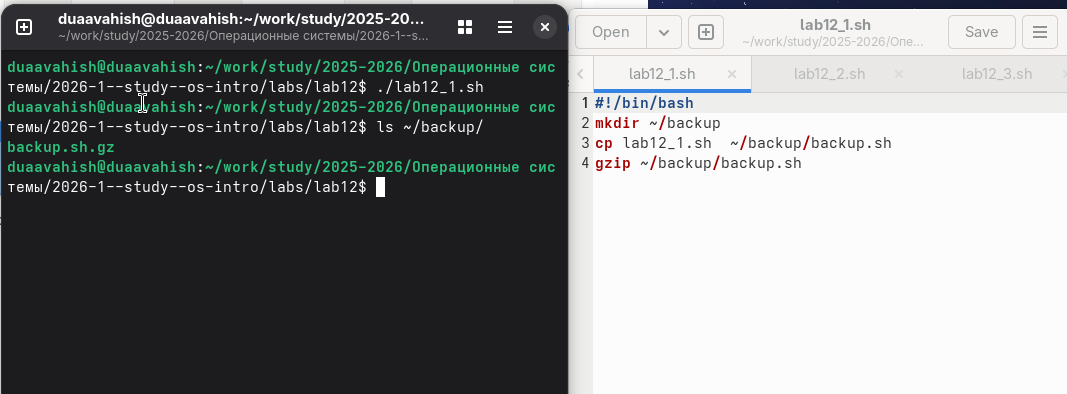 duaavahish@duaavahish:~/work/study/2025-20...
~/work/study/2025-2026/Операционные системы/2026-1--s...
duaavahish@duaavahish:~/work/study/2025-2026/Операционные сис
темы/2026-1--study--os-intro/labs/lab12$ ./lab12_1.sh
duaavahish@duaavahish:~/work/study/2025-2026/Операционные сис
темы/2026-1--study--os-intro/labs/lab12$ ls ~/backup/
backup.sh.gz
duaavahish@duaavahish:~/work/study/2025-2026/Операционные сис
темы/2026-1--study--os-intro/labs/lab12$
Open
lab12_1.sh
~/work/study/2025-2026/Опе...
Save
lab12_1.sh
lab12_2.sh
lab12_3.sh
1 #!/bin/bash
2 mkdir ~/backup
3 cp lab12_1.sh  ~/backup/backup.sh
4 gzip ~/backup/backup.sh